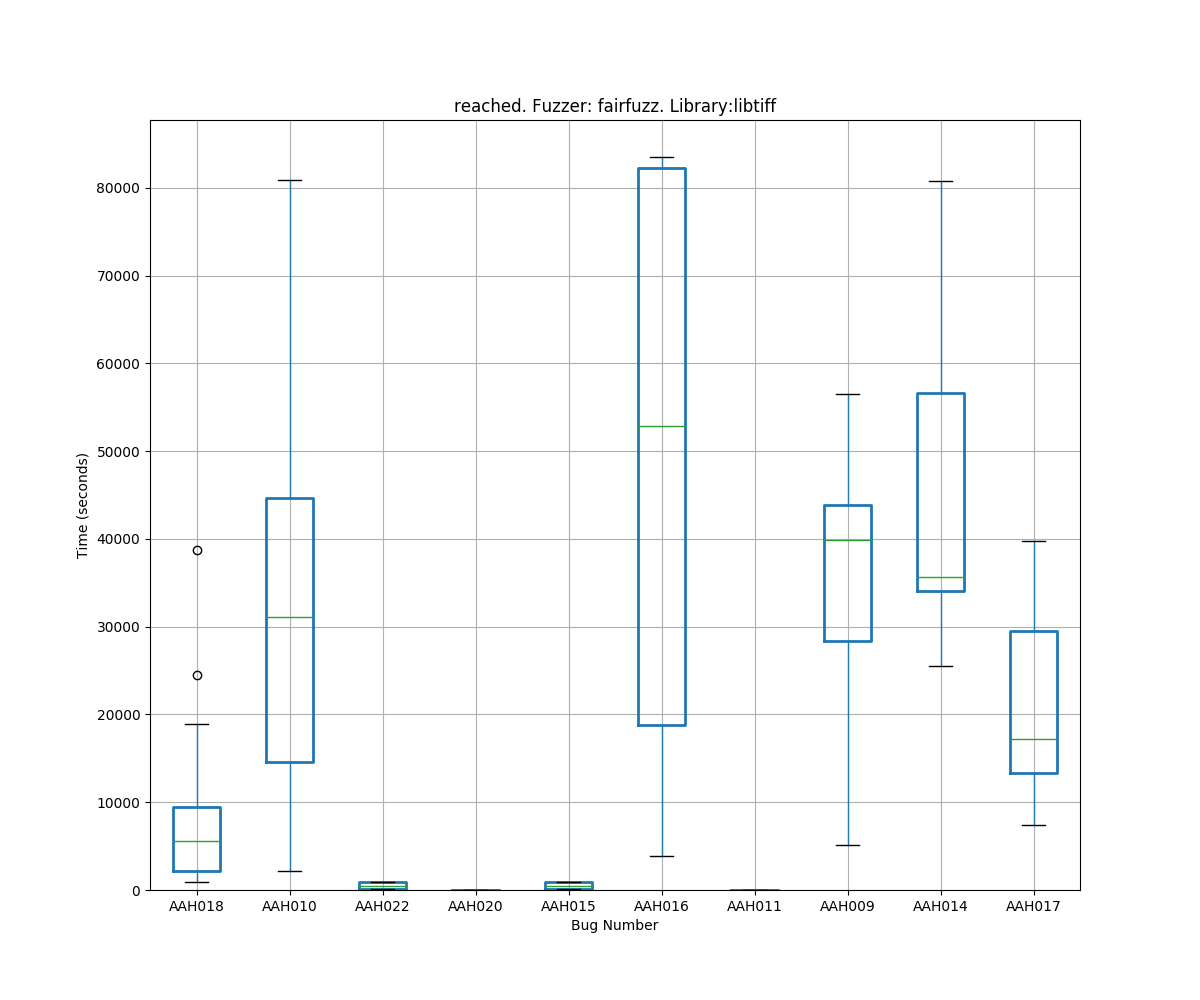 reached. Fuzzer: fairfuzz. Library:libtiff
80000
70000
60000
50000
40000
30000
20000
10000
0
Time (seconds)
AAH018 AAH010 AAH022 AAH020 AAH015 AAH016 AAH011 AAH009 AAH014 AAH017
Bug Number